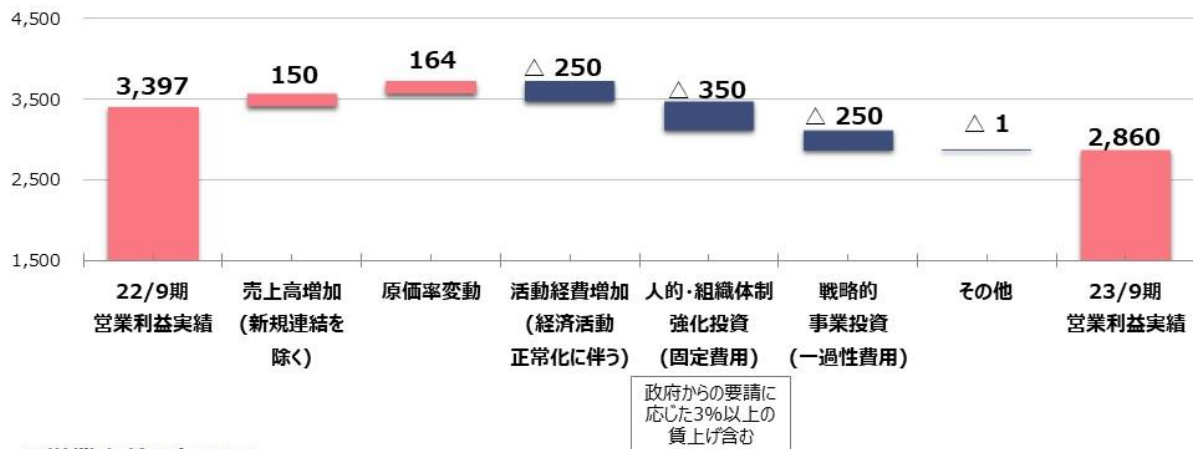 4,500
3,500
2,500
1,500
3,397
150
164
△ 250
△ 350
△ 250
△ 1
2,860
22/9期
営業利益実績
売上高増加
(新規連結を
除く)
原価率変動
活動経費増加
(経済活動
正常化に伴う)
人的・組織体制
強化投資
(固定費用)
戦略的
事業投資
(一過性費用)
その他
23/9期
営業利益実績
政府からの要請に
応じた3%以上の
賃上げ含む